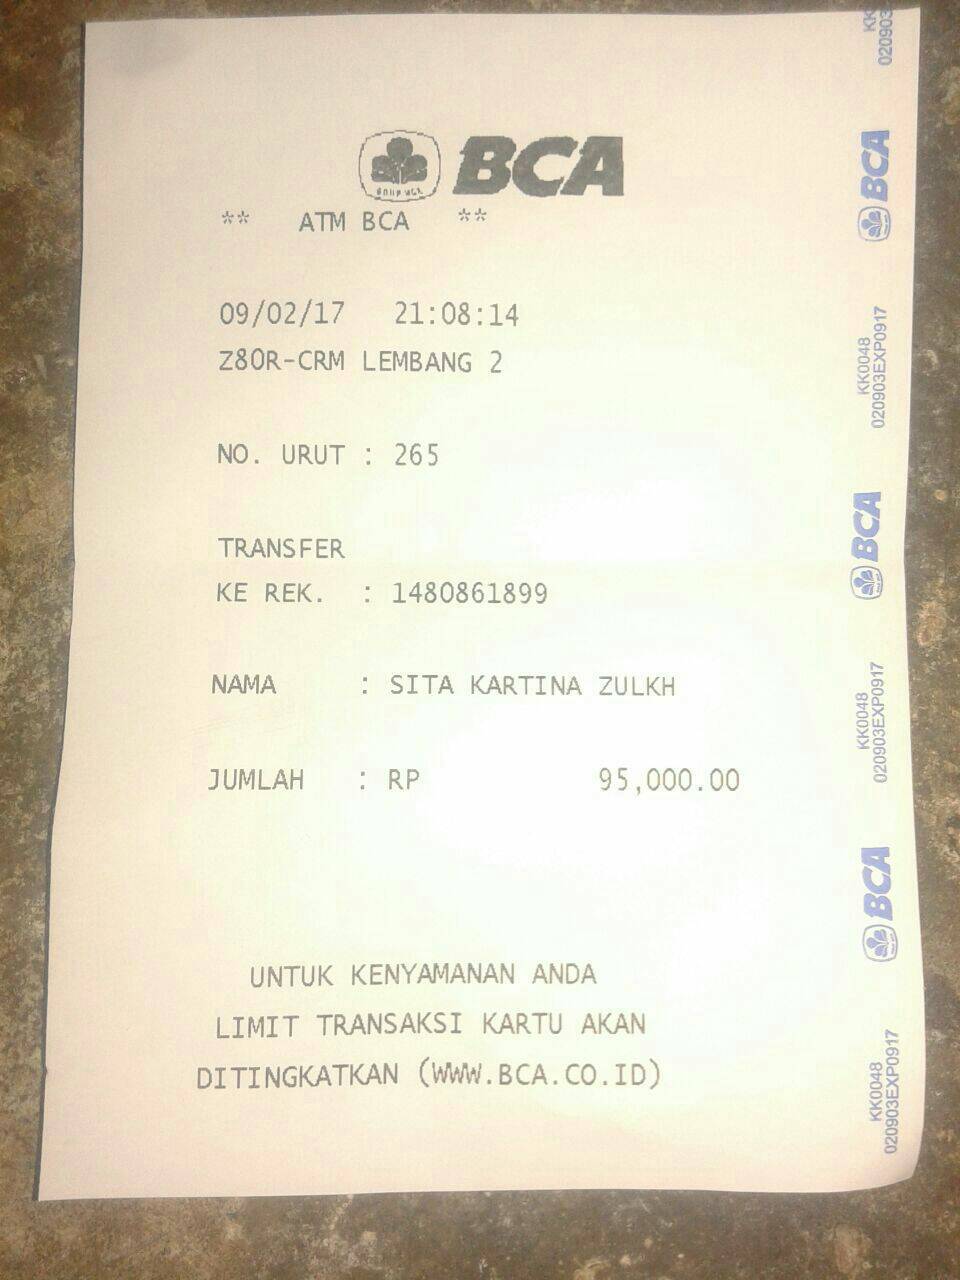 BCA
** ATM BCA **
09/02/17 21:08:14
Z80R-CRM LEMBANG 2
NO. URUT : 265
TRANSFER
KE REK. : 1480861899
NAMA : SITA KARTINA ZULKH
JUMLAH : RP 95,000.00
UNTUK KENYAMANAN ANDA
LIMIT TRANSAKSI KARTU AKAN
DITINGKATKAN (WWW.BCA.CO.ID)
KK
020903
BCA
KK0048
020903EXP0917
BCA
KK0048
020903EXP0917
BCA
KK0048
020903EXP0917